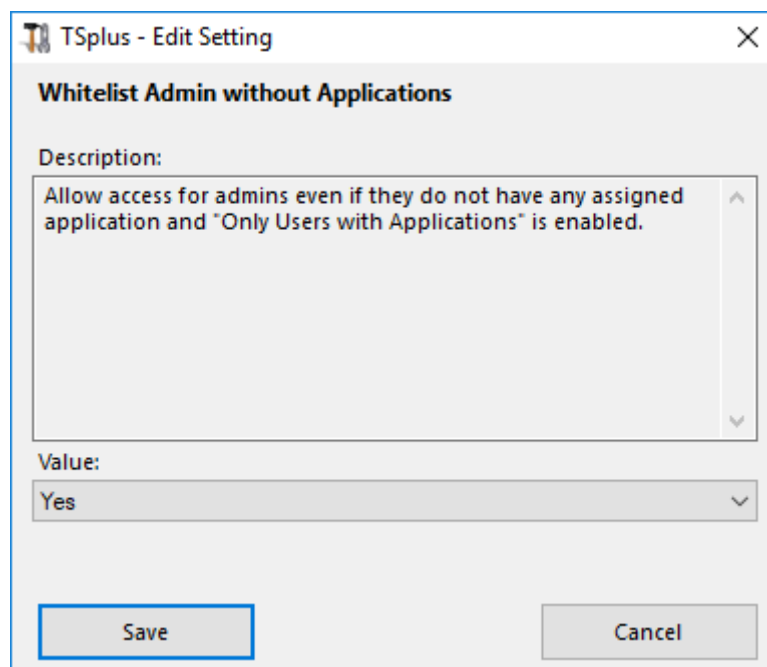 TSplus - Edit Setting
Whitelist Admin without Applications
Description:
Allow access for admins even if they do not have any assigned
application and "Only Users with Applications" is enabled.
Value:
Yes
Save
Cancel